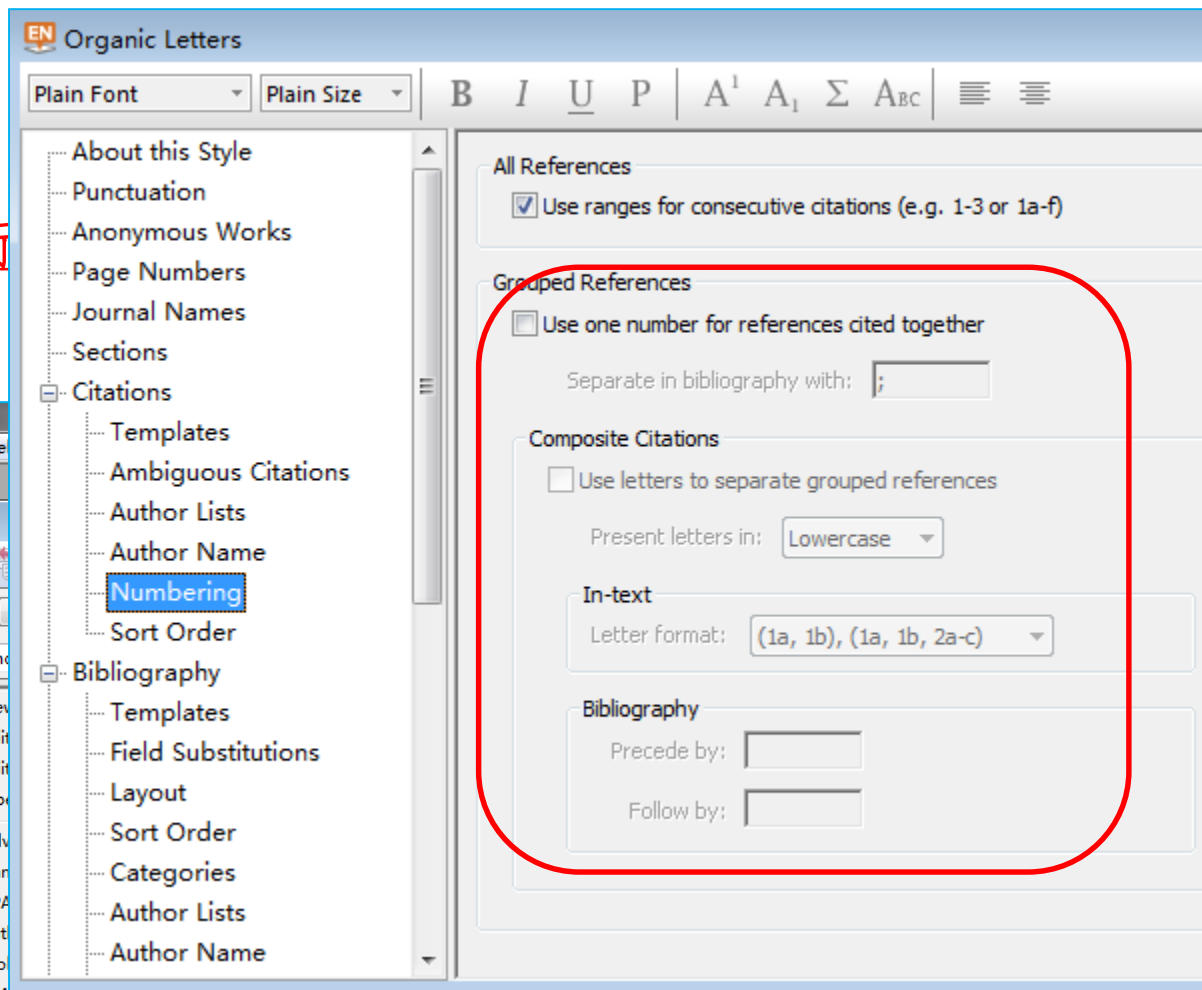 EN Organic Letters
Plain Font Plain Size B I U P A1 A1 Σ ABC
About this Style
Punctuation
Anonymous Works
Page Numbers
Journal Names
Sections
Citations
Templates
Ambiguous Citations
Author Lists
Author Name
Numbering
Sort Order
Bibliography
Templates
Field Substitutions
Layout
Sort Order
Categories
Author Lists
Author Name
All References
Use ranges for consecutive citations (e.g. 1-3 or 1a-f)
Grouped References
Use one number for references cited together
Separate in bibliography with: ;
Composite Citations
Use letters to separate grouped references
Present letters in: Lowercase
In-text
Letter format: (1a, 1b), (1a, 1b, 2a-c)
Bibliography
Precede by:
Follow by: